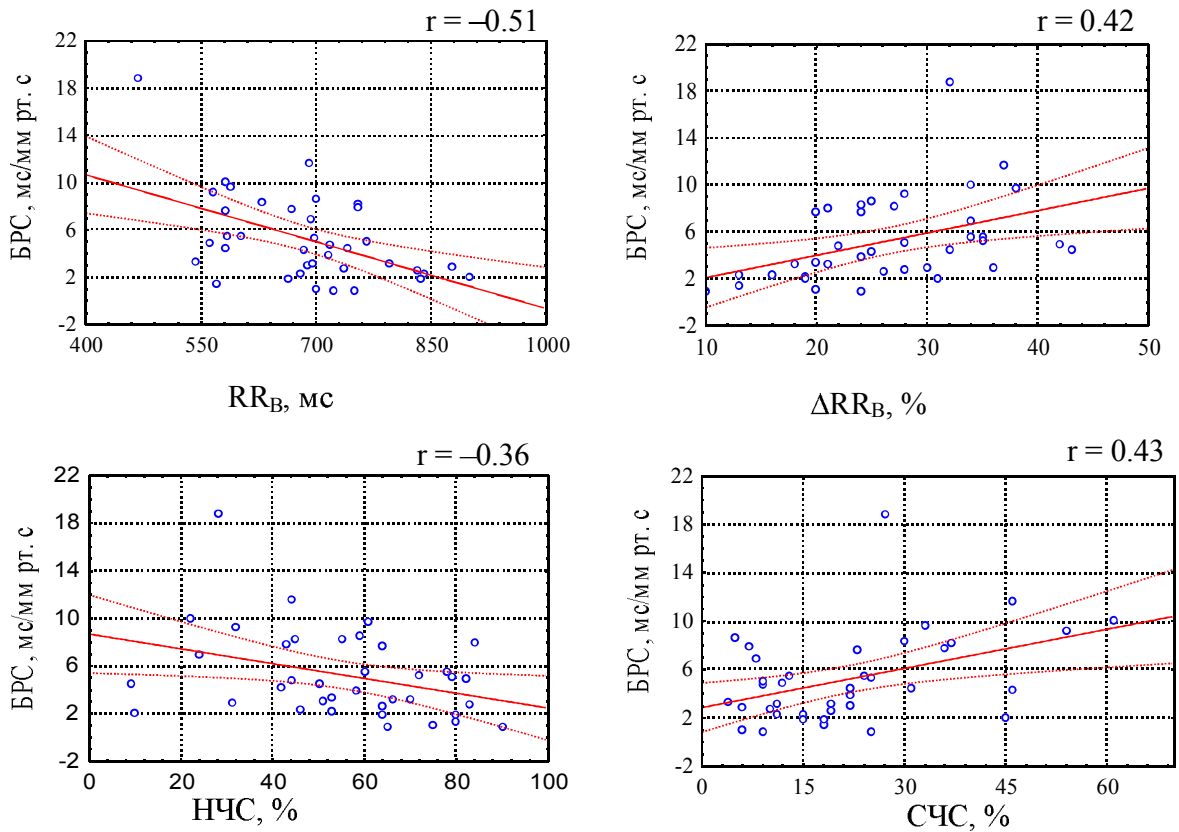 r = –0.51
БРС, мс/мм рт. с
22
18
14
10
6
2
-2
400 550 700 850 1000
RRВ, мс
r = 0.42
БРС, мс/мм рт. с
22
18
14
10
6
2
-2
10 20 30 40 50
ΔRRВ, %
r = –0.36
БРС, мс/мм рт. с
22
18
14
10
6
2
-2
0 20 40 60 80 100
НЧС, %
r = 0.43
БРС, мс/мм рт. с
22
18
14
10
6
2
-2
0 15 30 45 60
СЧС, %